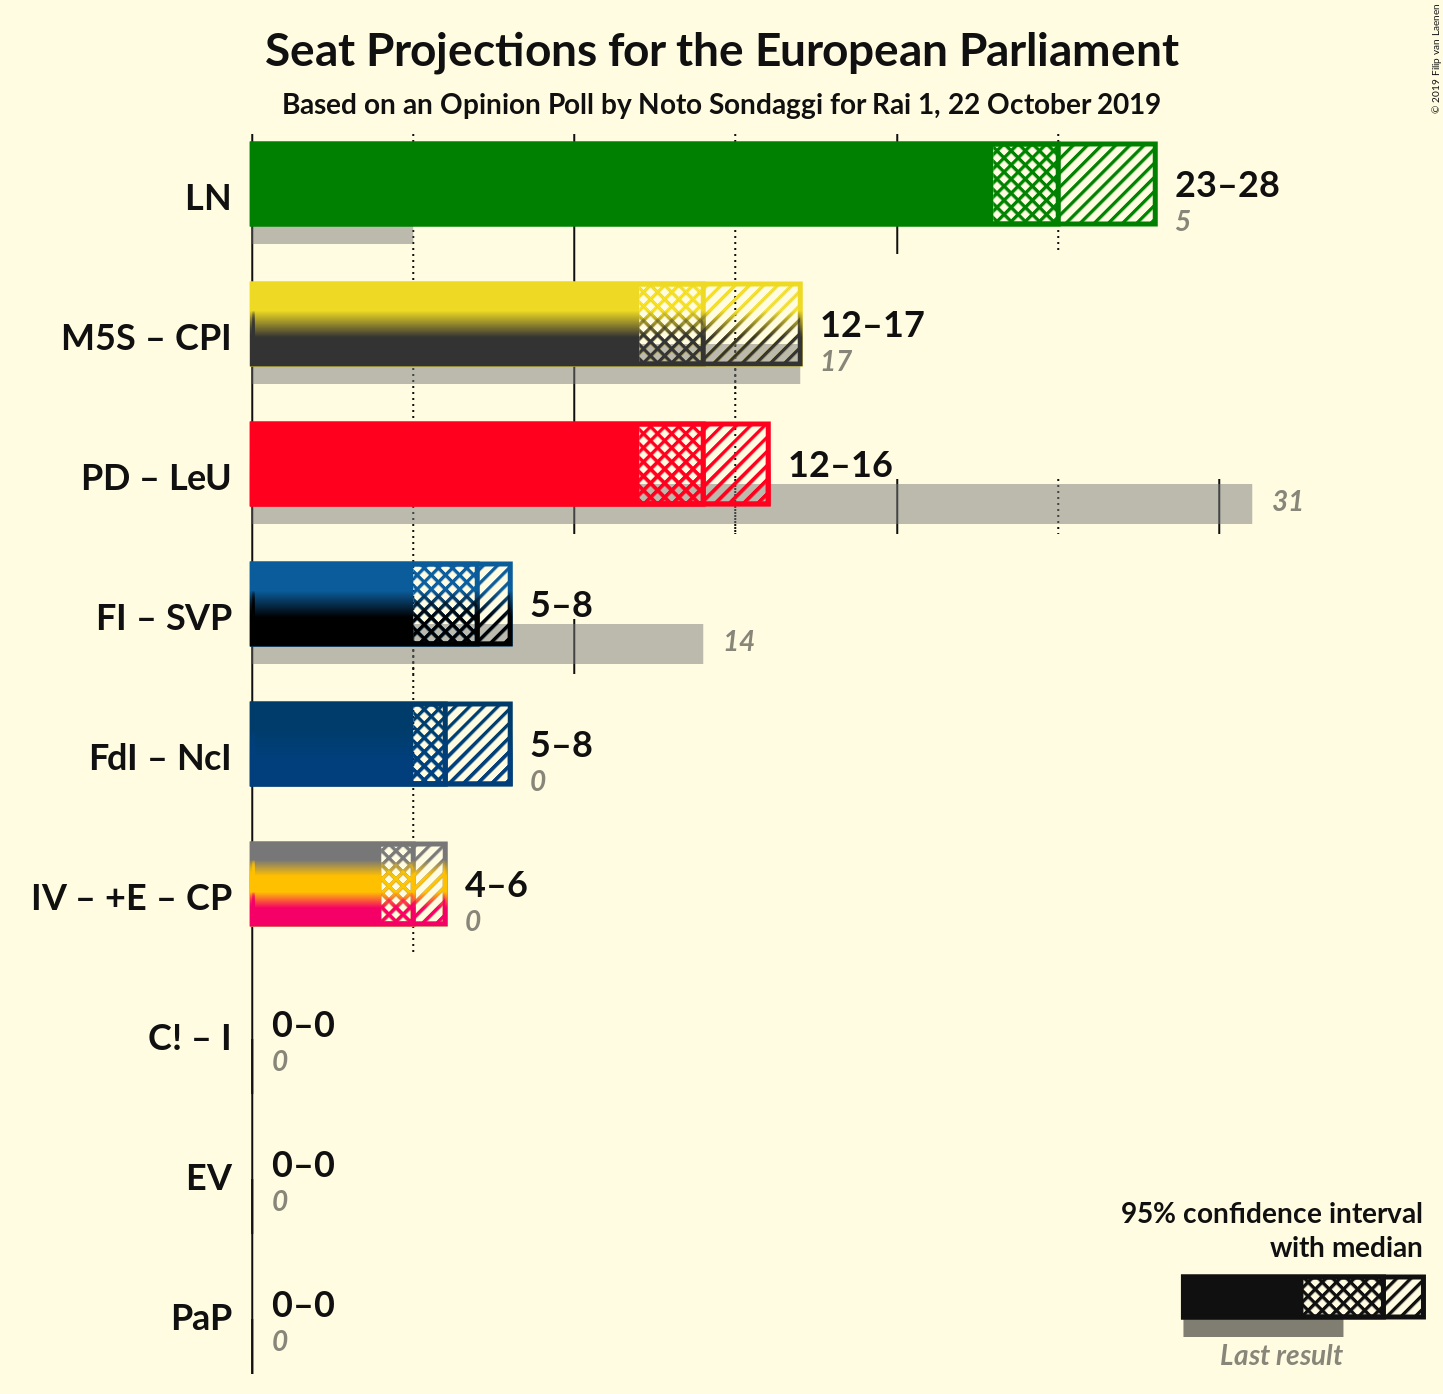 Seat Projections for the European Parliament
Based on an Opinion Poll by Noto Sondaggi for Rai 1, 22 October 2019
© 2019 Filip van Laenen
LN
23–28
5
M5S – CPI
12–17
17
PD – LeU
12–16
31
FI – SVP
5–8
14
FdI – NcI
5–8
0
IV – +E – CP
4–6
0
C! – I
0–0
0
EV
0–0
0
PaP
0–0
0
95% confidence interval
with median
Last result